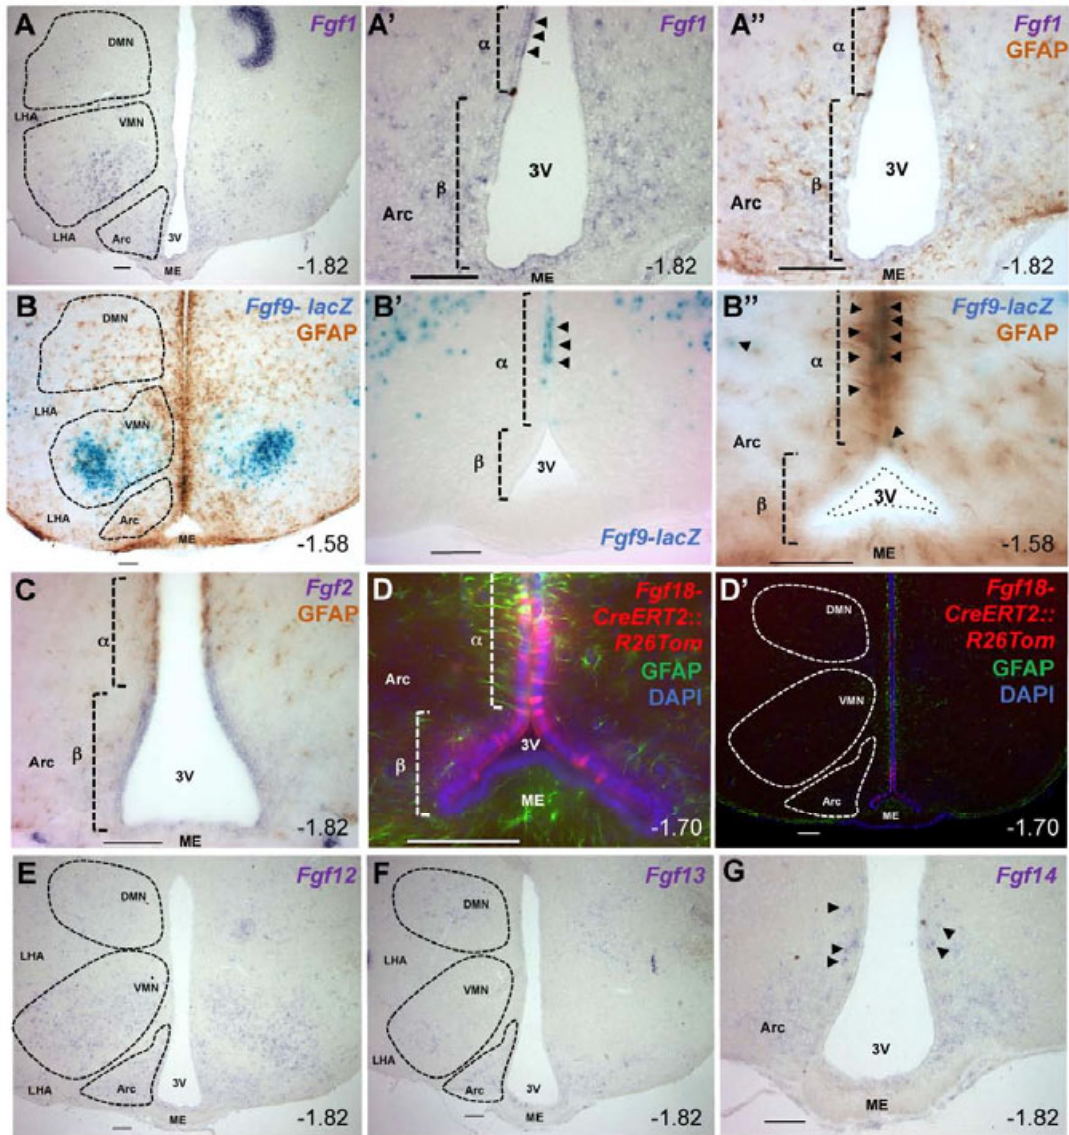 A
Fgf1
DMN
LHA
VMN
LHA
Arc
3V
ME
-1.82
A'
Fgf1
α
Arc
β
3V
ME
-1.82
A''
Fgf1
GFAP
α
β
3V
Arc
ME
-1.82
B
Fgf9- lacZ
GFAP
DMN
LHA
VMN
LHA
Arc
ME
-1.58
B'
α
β
3V
Fgf9-lacZ
B''
Fgf9-lacZ
GFAP
α
Arc
β
3V
ME
-1.58
C
Fgf2
GFAP
α
β
Arc
3V
ME
-1.82
D
Fgf18-
CreERT2::
R26Tom
GFAP
DAPI
α
Arc
β
3V
ME
-1.70
D'
Fgf18-
CreERT2::
R26Tom
GFAP
DAPI
DMN
VMN
Arc
ME
-1.70
E
Fgf12
DMN
LHA
VMN
LHA
Arc
3V
ME
-1.82
F
Fgf13
DMN
LHA
VMN
LHA
Arc
3V
ME
-1.82
G
Fgf14
Arc
3V
ME
-1.82